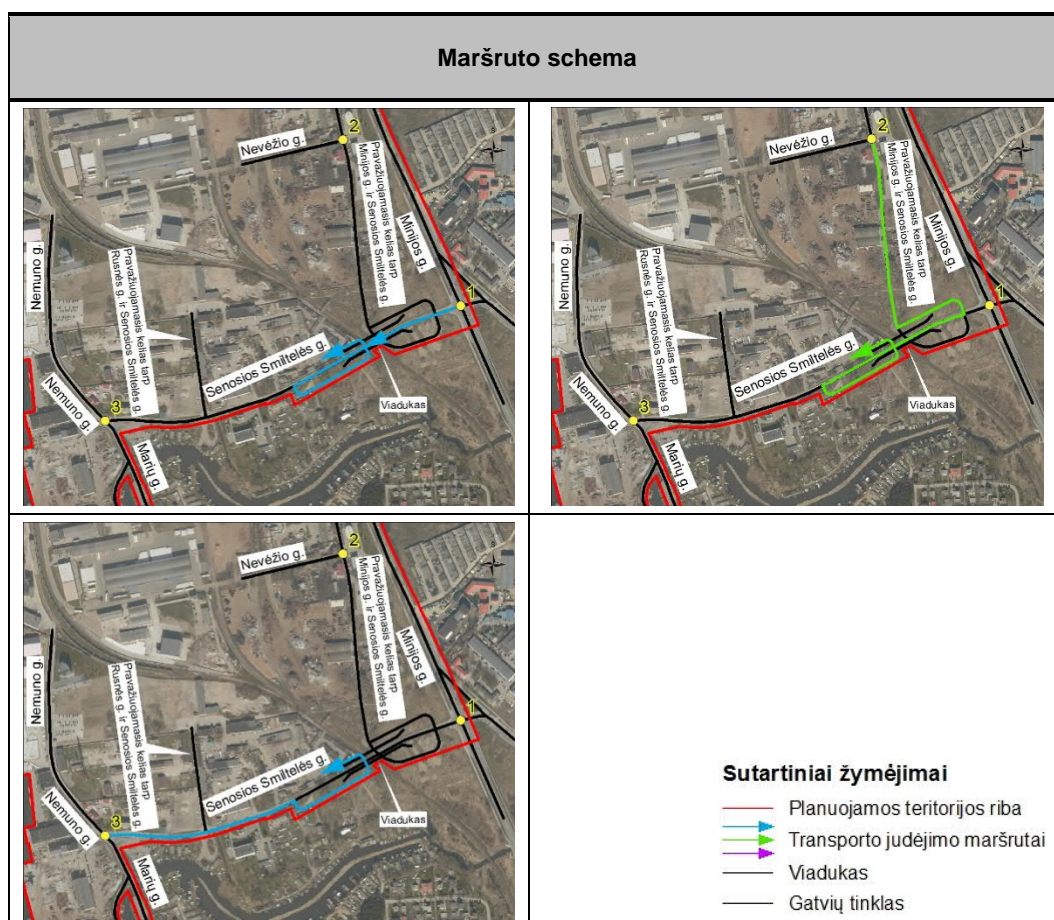 Maršruto schema
2
Nevėžio g.
Pravažiuojamasis kelias tarp
Minijos g. ir Senosios Smiltelės g.
Minijos g.
Nemuno g.
Pravažiuojamasis kelias tarp
Rusnės g. ir Senosios Smiltelės g.
1
Senosios Smiltelės g.
Viadukas
3
Nemuno g.
Marių g.
2
Nevėžio g.
Pravažiuojamasis kelias tarp
Minijos g. ir Senosios Smiltelės g.
Minijos g.
Nemuno g.
Pravažiuojamasis kelias tarp
Rusnės g. ir Senosios Smiltelės g.
1
Senosios Smiltelės g.
Viadukas
3
Nemuno g.
Marių g.
2
Nevėžio g.
Pravažiuojamasis kelias tarp
Minijos g. ir Senosios Smiltelės g.
Minijos g.
Nemuno g.
Pravažiuojamasis kelias tarp
Rusnės g. ir Senosios Smiltelės g.
1
Senosios Smiltelės g.
Viadukas
3
Nemuno g.
Marių g.
Sutartiniai žymėjimai
Planuojamos teritorijos riba
Transporto judėjimo maršrutai
Viadukas
Gatvių tinklas